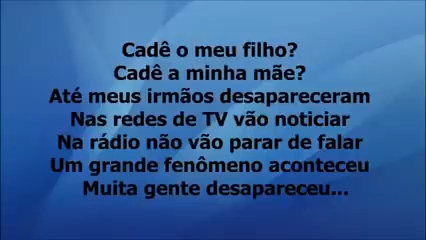 Cadê o meu filho?
Cadê a minha mãe?
Até meus irmãos desapareceram
Nas redes de TV vão noticiar
Na rádio não vão parar de falar
Um grande fenômeno aconteceu
Muita gente desapareceu...